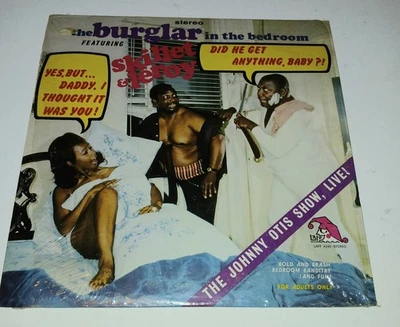 stereo
the burglar in the bedroom
FEATURING
skillet
& leroy
DID HE GET
ANYTHING, BABY?!
YES, BUT...
DADDY, I
THOUGHT IT
WAS YOU!
THE JOHNNY OTIS SHOW, LIVE!
LAFF
BOLD AND BRASH
BEDROOM BANDITRY
(AND FUN)
FOR ADULTS ONLY